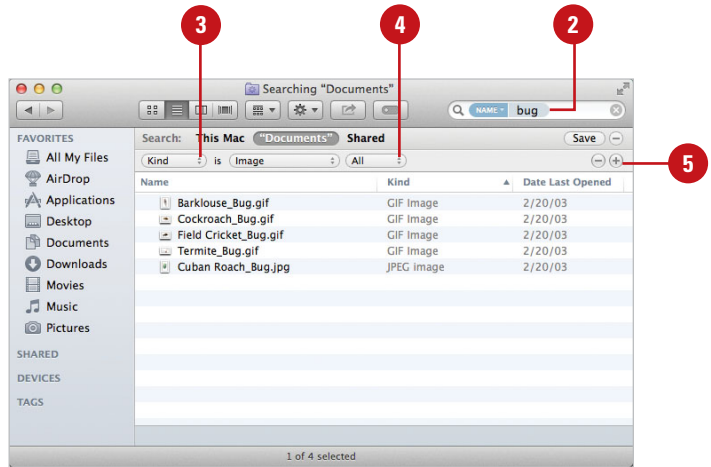 3 4 2
Searching “Documents”
NAME bug
FAVORITES
All My Files
AirDrop
Applications
Desktop
Documents
Downloads
Movies
Music
Pictures
SHARED
DEVICES
TAGS
Search: This Mac “Documents” Shared Save
Kind is Image All
5
Name Kind Date Last Opened
Barklouse_Bug.gif GIF Image 2/20/03
Cockroach_Bug.gif GIF Image 2/20/03
Field Cricket_Bug.gif GIF Image 2/20/03
Termite_Bug.gif GIF Image 2/20/03
Cuban Roach_Bug.jpg JPEG image 2/20/03
1 of 4 selected